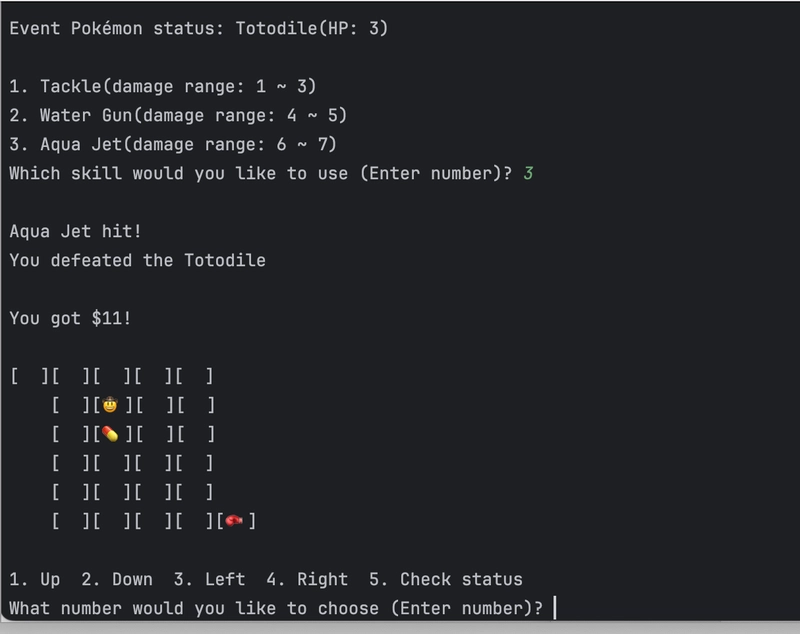 Event Pokémon status: Totodile(HP: 3)
1. Tackle(damage range: 1 ~ 3)
2. Water Gun(damage range: 4 ~ 5)
3. Aqua Jet(damage range: 6 ~ 7)
Which skill would you like to use (Enter number)? 3
Aqua Jet hit!
You defeated the Totodile
You got $11!
[  ][  ][  ][  ][  ]
[  ][🤠][  ][  ]
[  ][💊][  ][  ]
[  ][  ][  ][  ]
[  ][  ][  ][  ]
[  ][  ][  ][  ][🥊]
1. Up  2. Down  3. Left  4. Right  5. Check status
What number would you like to choose (Enter number)?